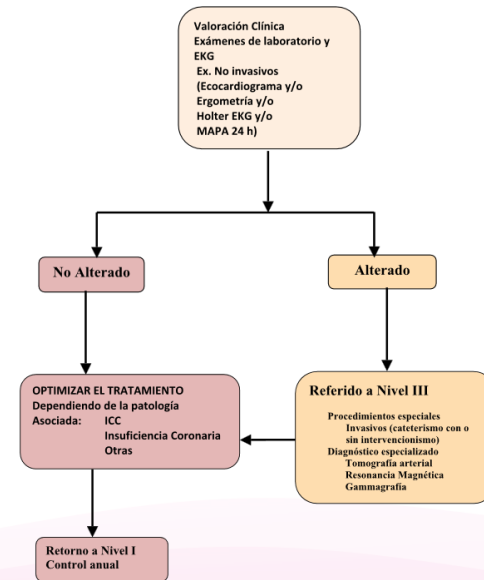 Valoración Clínica
Exámenes de laboratorio y
EKG
Ex. No invasivos
(Ecocardiograma y/o
Ergometría y/o
Holter EKG y/o
MAPA 24 h)
No Alterado
Alterado
OPTIMIZAR EL TRATAMIENTO
Dependiendo de la patología
Asociada: ICC
Insuficiencia Coronaria
Otras
Referido a Nivel III
Procedimientos especiales
Invasivos (cateterismo con o
sin intervencionismo)
Diagnóstico especializado
Tomografía arterial
Resonancia Magnética
Gammagrafía
Retorno a Nivel I
Control anual